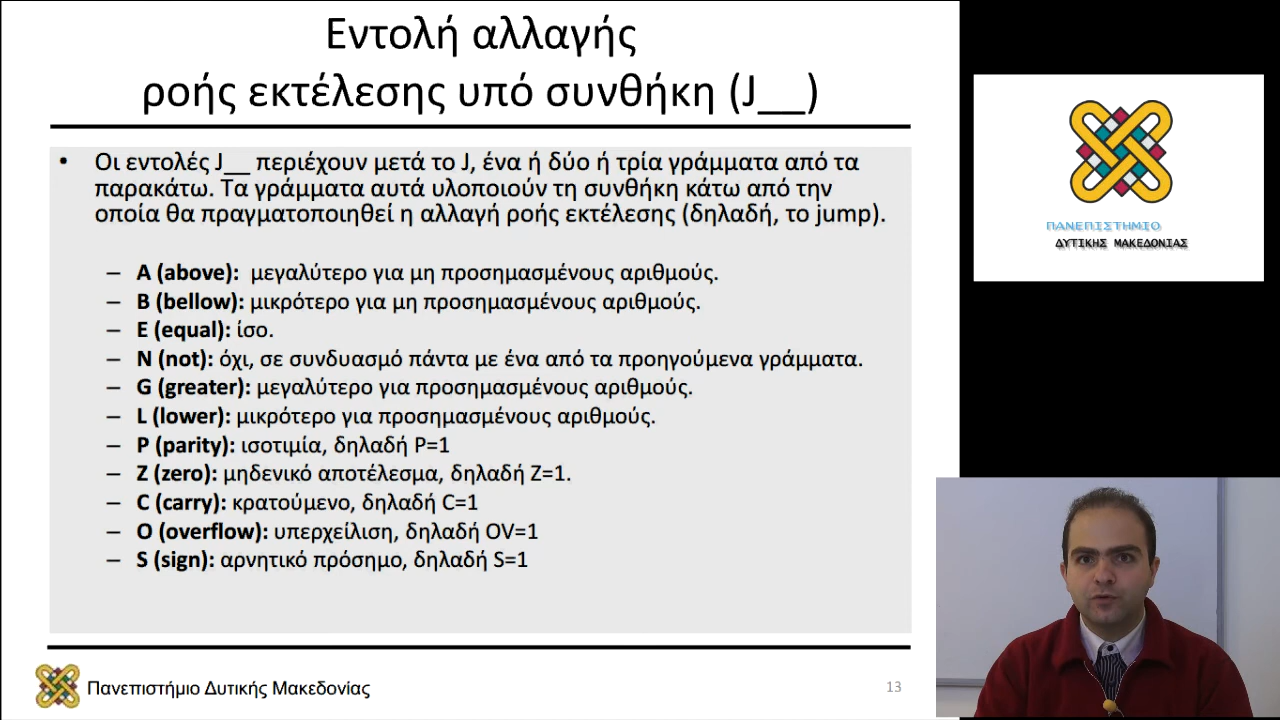 Εντολή αλλαγής
ροής εκτέλεσης υπό συνθήκη (J__)
• Οι εντολές J__ περιέχουν μετά το J, ένα ή δύο ή τρία γράμματα από τα
παρακάτω. Τα γράμματα αυτά υλοποιούν τη συνθήκη κάτω από την
οποία θα πραγματοποιηθεί η αλλαγή ροής εκτέλεσης (δηλαδή, το jump).
– A (above): μεγαλύτερο για μη προσημασμένους αριθμούς.
– B (bellow): μικρότερο για μη προσημασμένους αριθμούς.
– E (equal): ίσο.
– N (not): όχι, σε συνδυασμό πάντα με ένα από τα προηγούμενα γράμματα.
– G (greater): μεγαλύτερο για προσημασμένους αριθμούς.
– L (lower): μικρότερο για προσημασμένους αριθμούς.
– P (parity): ισοτιμία, δηλαδή P=1
– Z (zero): μηδενικό αποτέλεσμα, δηλαδή Z=1.
– C (carry): κρατούμενο, δηλαδή C=1
– O (overflow): υπερχείλιση, δηλαδή OV=1
– S (sign): αρνητικό πρόσημο, δηλαδή S=1
Πανεπιστήμιο Δυτικής Μακεδονίας
13
ΠΑΝΕΠΙΣΤΗΜΙΟ
ΔΥΤΙΚΗΣ ΜΑΚΕΔΟΝΙΑΣ